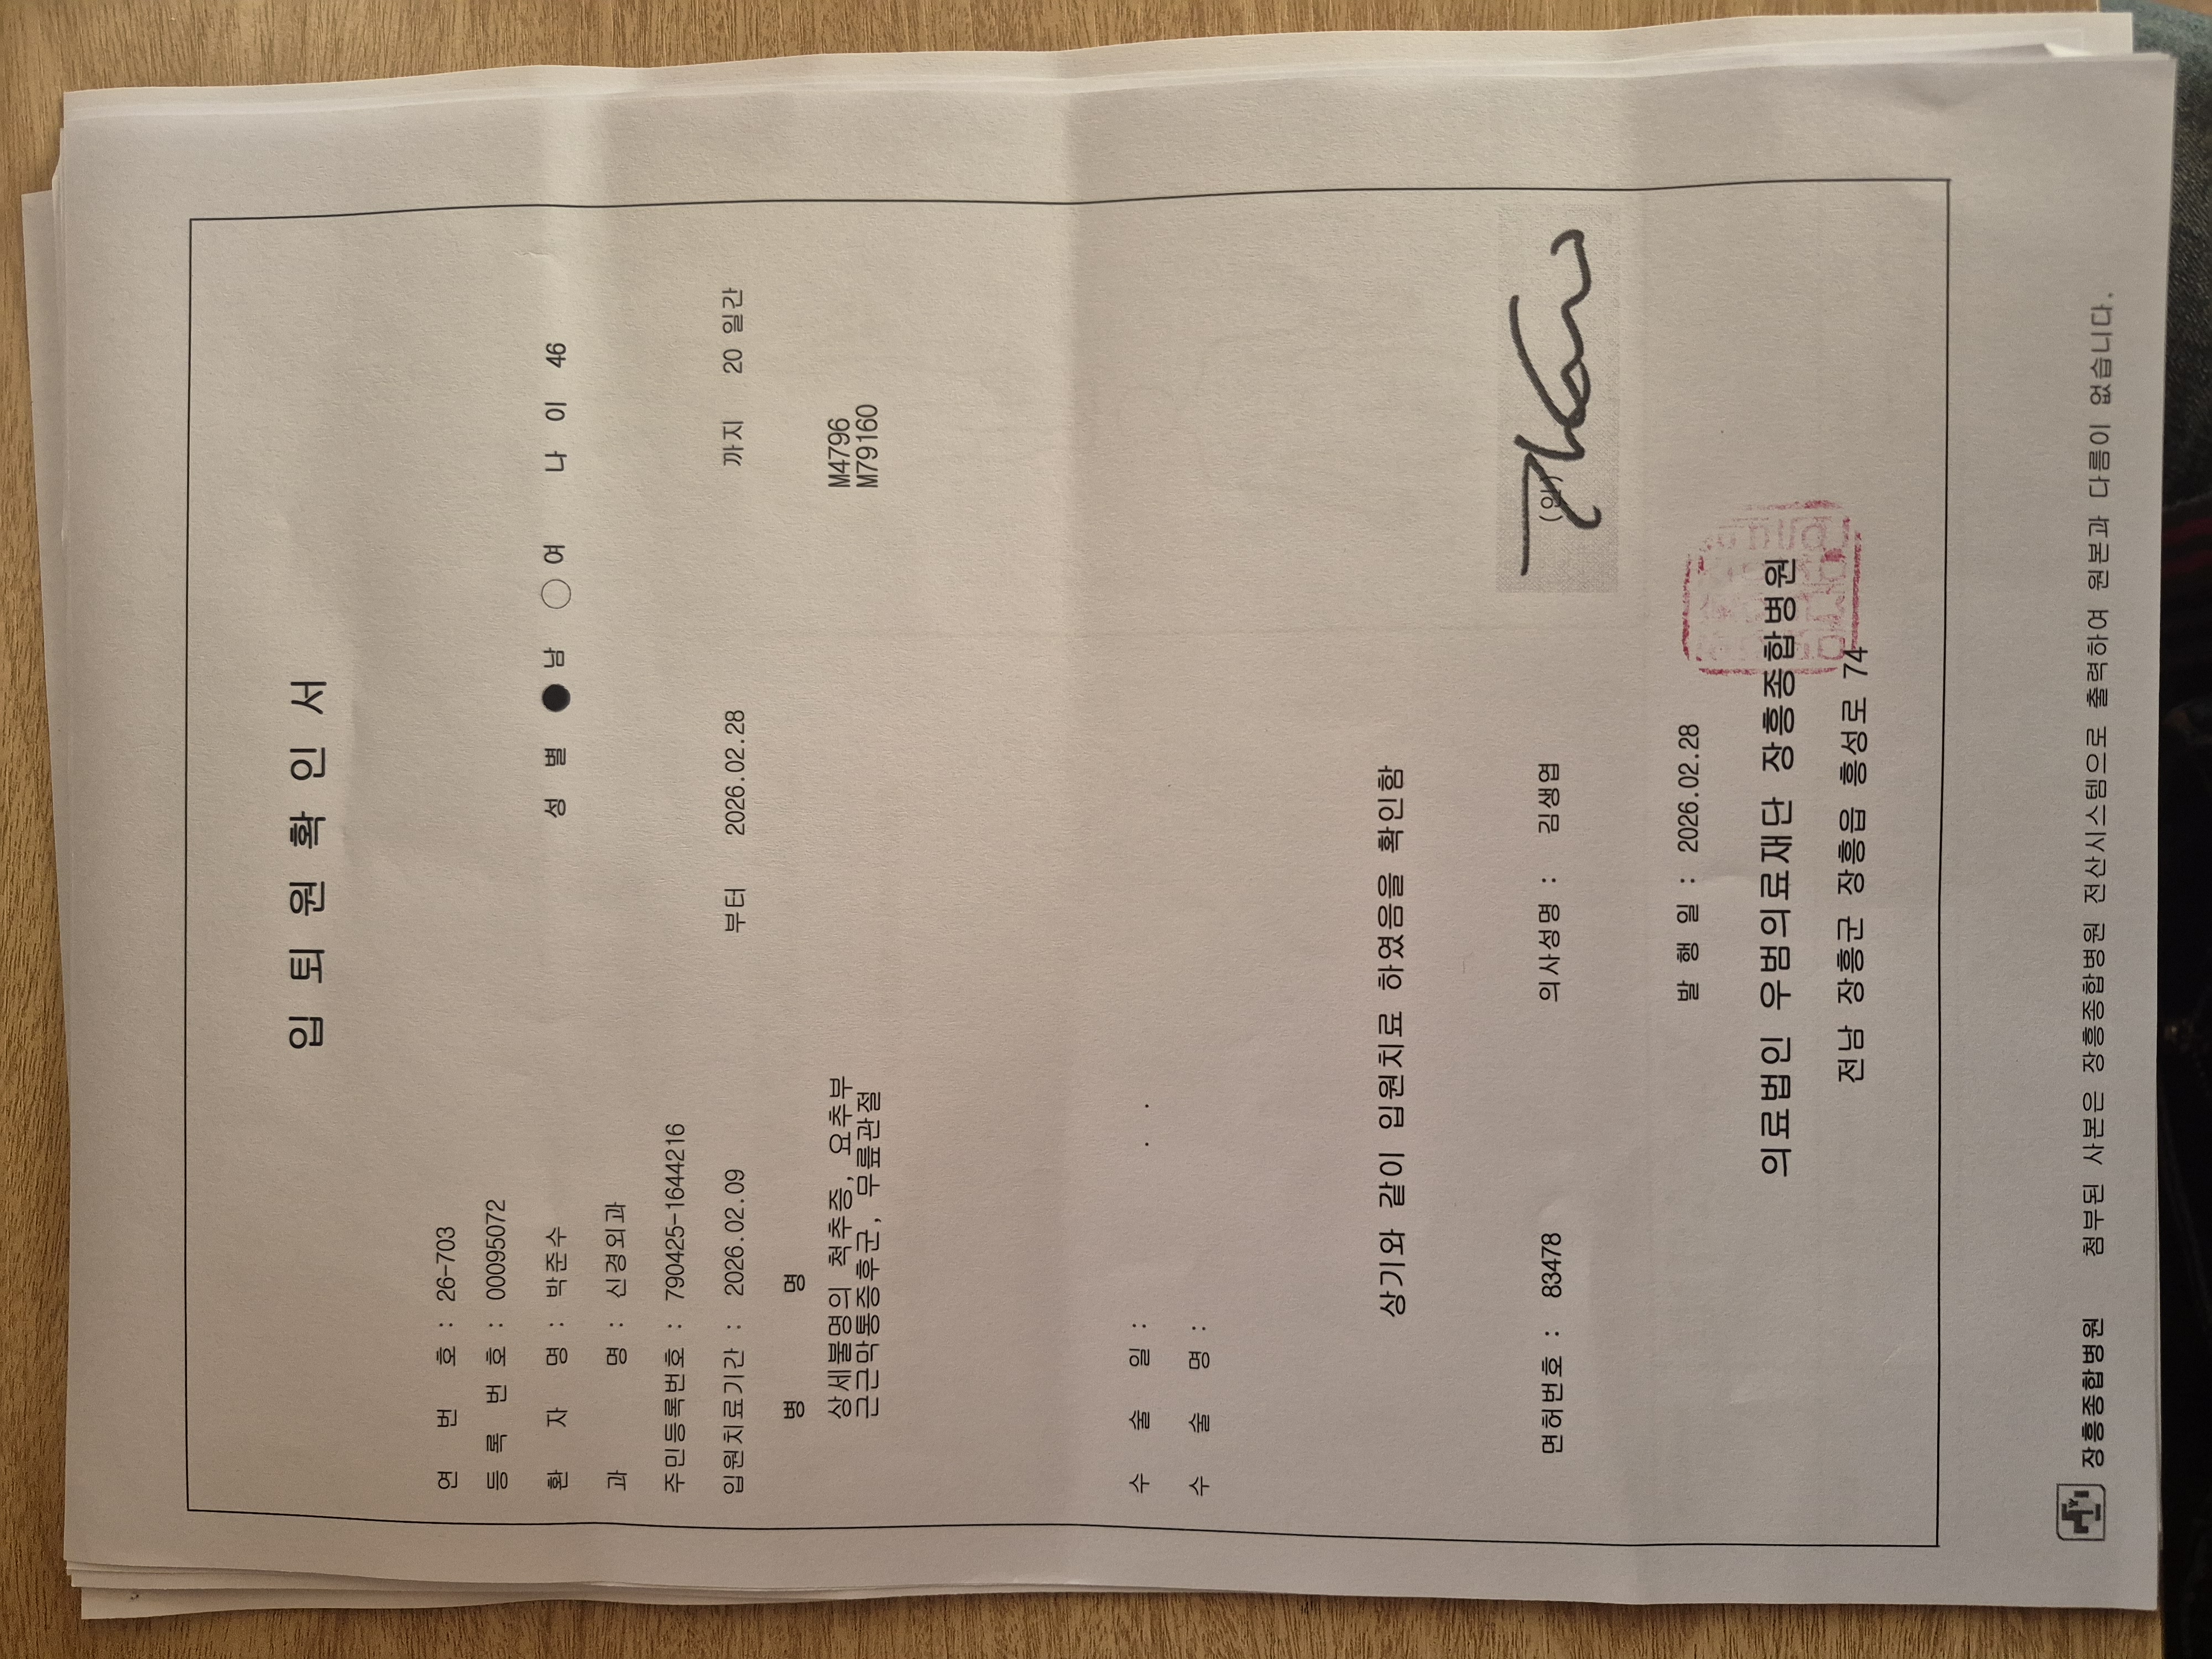 입 퇴 원 확 인 서
연 번 호 : 26-703
등 록 번 호 : 00095072
환 자 명 : 박준수 성 별 ● 남 ○ 여 나 이 46
과 명 : 신경외과
주민등록번호 : 790425-1644216
입원치료기간 : 2026.02.09 부터 2026.02.28 까지 20 일간
병 명
상세불명의 척추증, 요추부 M4796
근근막통증후군, 무릎관절 M79160
수 술 일 : . .
수 술 명 :
상기와 같이 입원치료 하였음을 확인함
면허번호 : 83478 의사성명 : 김생엽 (인)
발 행 일 : 2026.02.28
의료법인 우범의료재단 장흥종합병원
전남 장흥군 장흥읍 흥성로 74
장흥종합병원 첨부된 사본은 장흥종합병원 전산시스템으로 출력하여 원본과 다름이 없습니다.